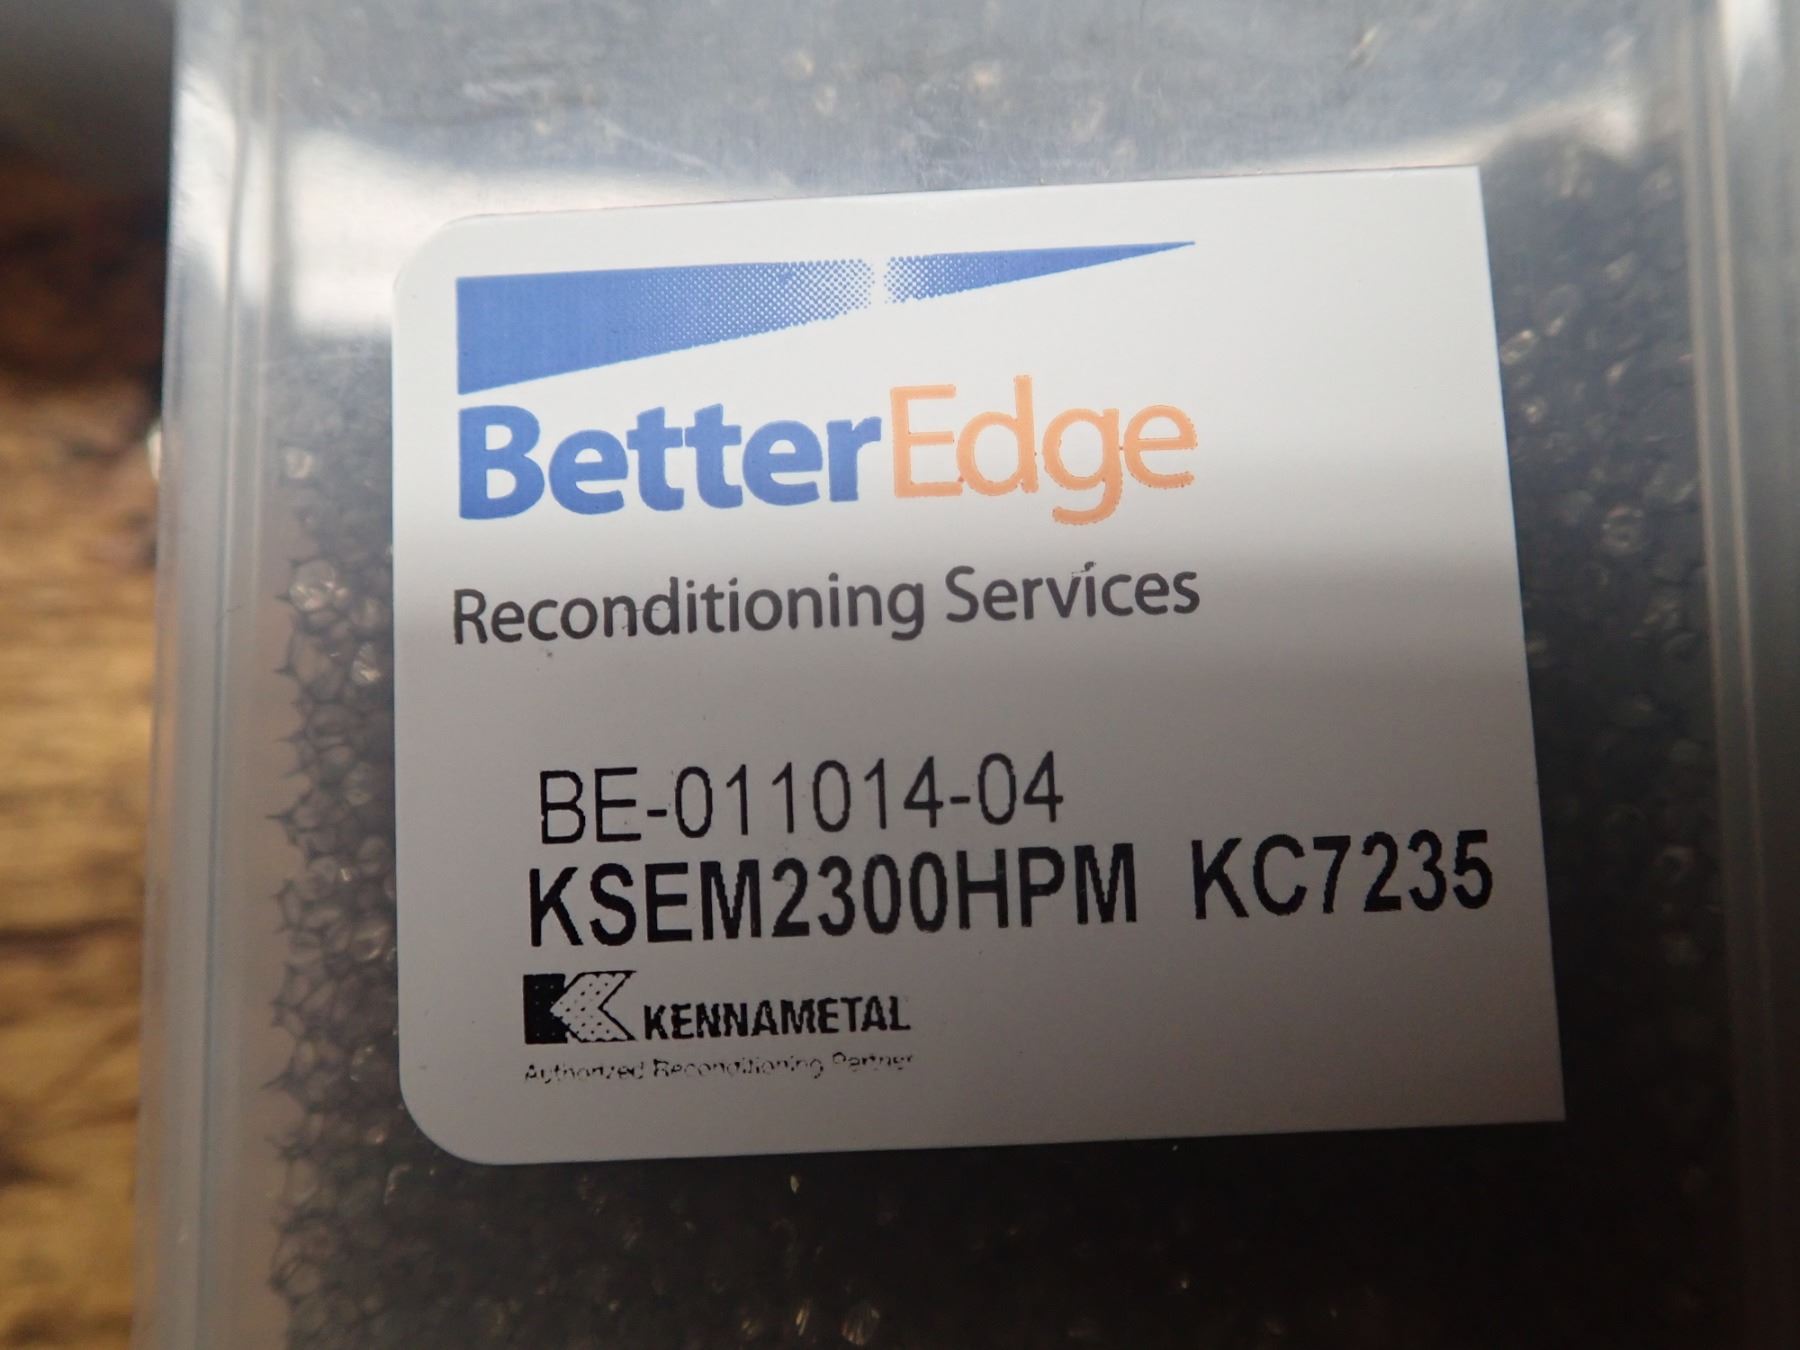 BetterEdge
Reconditioning Services
BE-011014-04
KSEM2300HPM KC7235
KENNAMETAL
Authorized Reconditioning Partner